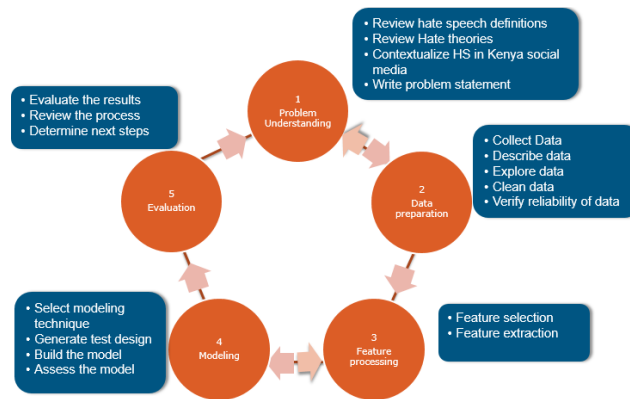 • Review hate speech definitions
• Review Hate theories
• Contextualize HS in Kenya social
media
• Write problem statement
1
Problem
Understanding
• Evaluate the results
• Review the process
• Determine next steps
• Collect Data
• Describe data
• Explore data
• Clean data
• Verify reliability of data
2
Data
preparation
5
Evaluation
• Feature selection
• Feature extraction
3
Feature
processing
4
Modeling
• Select modeling
technique
• Generate test design
• Build the model
• Assess the model